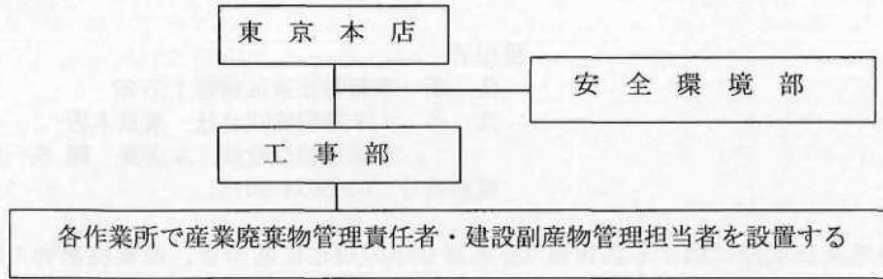 東京本店
安全環境部
工事部
各作業所で産業廃棄物管理責任者・建設副産物管理担当者を設置する